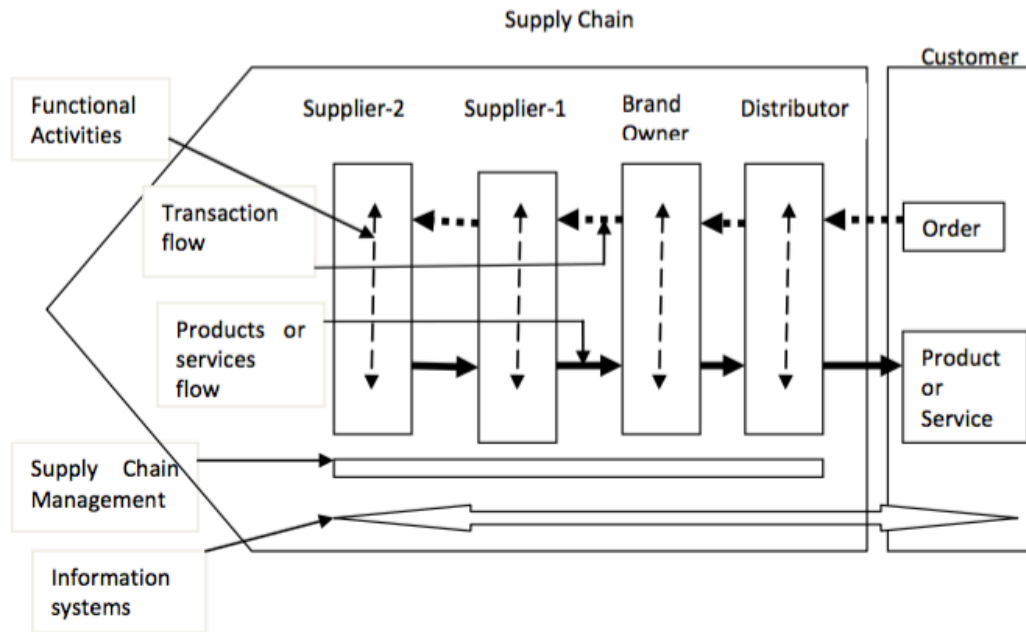 Supply Chain
Customer
Functional
Activities
Supplier-2
Supplier-1
Brand
Owner
Distributor
Transaction
flow
Order
Products or
services
flow
Product
or
Service
Supply Chain
Management
Information
systems